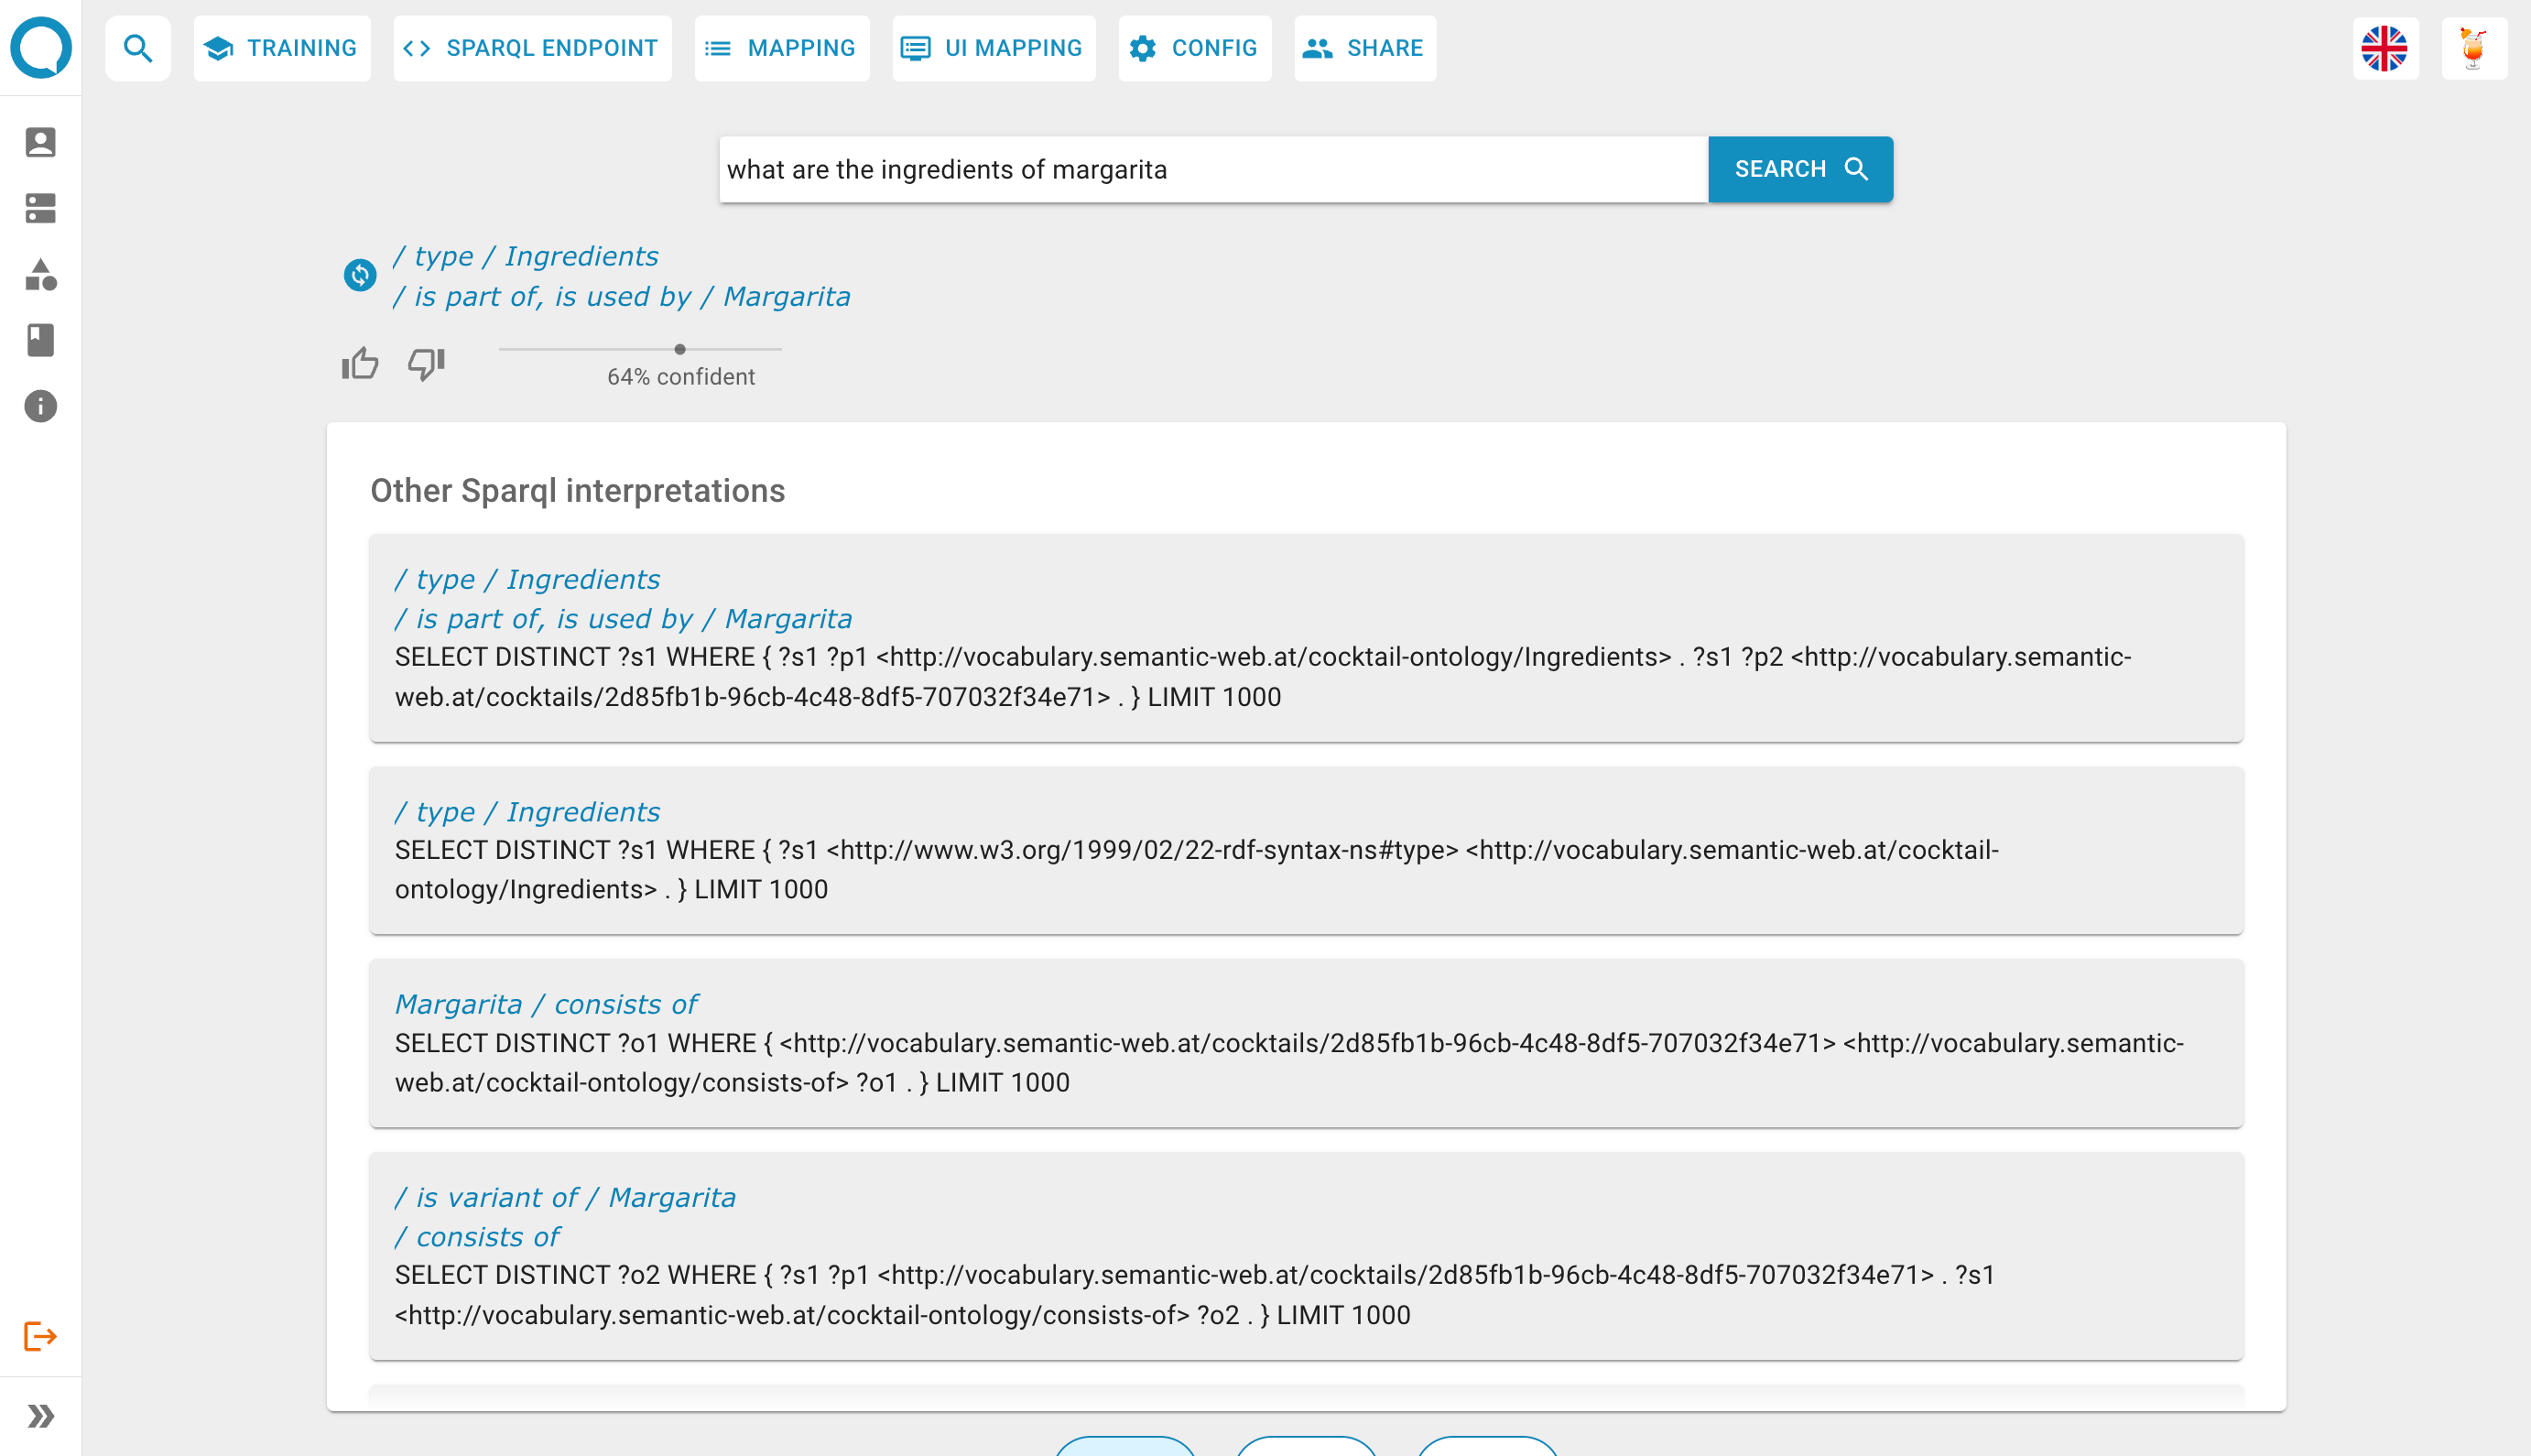 TRAINING
SPARQL ENDPOINT
MAPPING
UI MAPPING
CONFIG
SHARE
what are the ingredients of margarita
SEARCH
/ type / Ingredients
/ is part of, is used by / Margarita
64% confident
Other Sparql interpretations
/ type / Ingredients
/ is part of, is used by / Margarita
SELECT DISTINCT ?s1 WHERE { ?s1 ?p1 <http://vocabulary.semantic-web.at/cocktail-ontology/Ingredients> . ?s1 ?p2 <http://vocabulary.semantic-
web.at/cocktails/2d85fb1b-96cb-4c48-8df5-707032f34e71> . } LIMIT 1000
/ type / Ingredients
SELECT DISTINCT ?s1 WHERE { ?s1 <http://www.w3.org/1999/02/22-rdf-syntax-ns#type> <http://vocabulary.semantic-web.at/cocktail-
ontology/Ingredients> . } LIMIT 1000
Margarita / consists of
SELECT DISTINCT ?o1 WHERE { <http://vocabulary.semantic-web.at/cocktails/2d85fb1b-96cb-4c48-8df5-707032f34e71> <http://vocabulary.semantic-
web.at/cocktail-ontology/consists-of> ?o1 . } LIMIT 1000
/ is variant of / Margarita
/ consists of
SELECT DISTINCT ?o2 WHERE { ?s1 ?p1 <http://vocabulary.semantic-web.at/cocktails/2d85fb1b-96cb-4c48-8df5-707032f34e71> . ?s1
<http://vocabulary.semantic-web.at/cocktail-ontology/consists-of> ?o2 . } LIMIT 1000